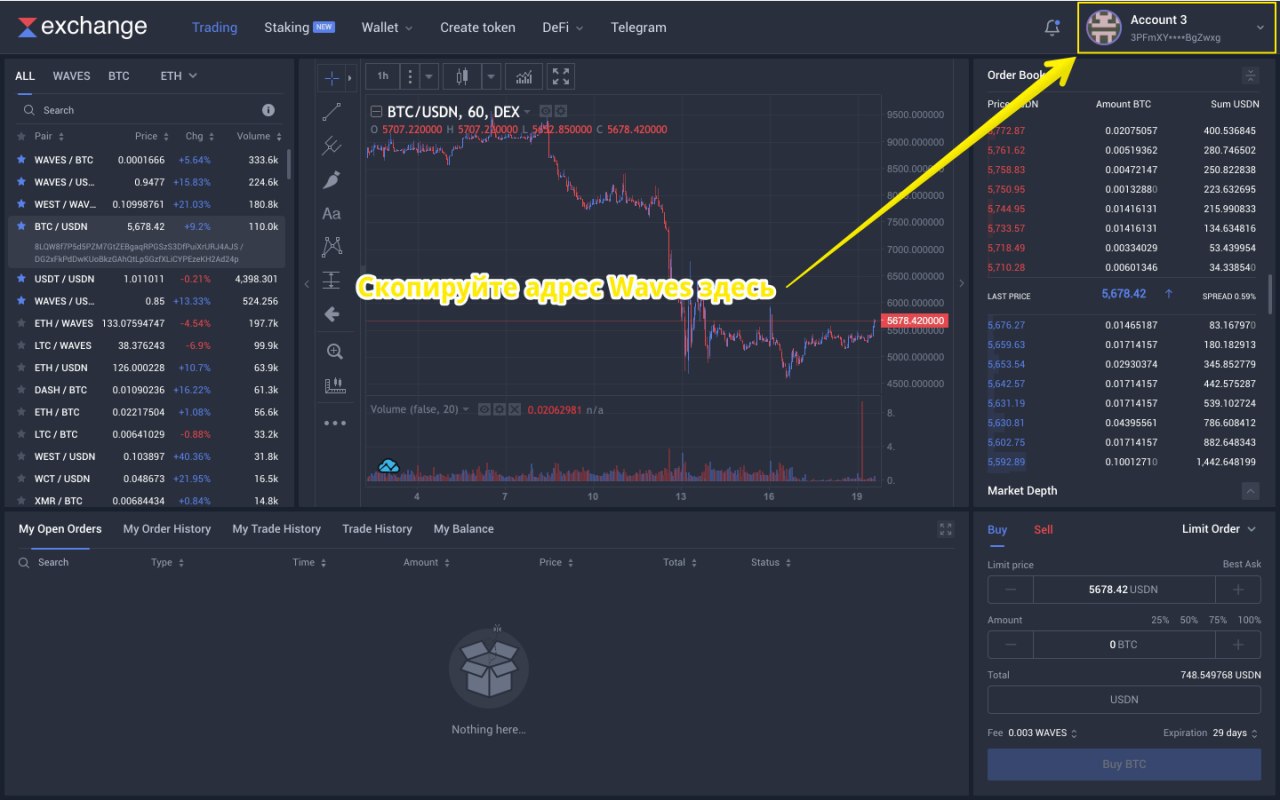 exchange
Trading
Staking NEW
Wallet
Create token
DeFi
Telegram
Account 3
3PFmXY****BgZwxg
ALL WAVES BTC ETH
Search
Pair Price Chg Volume
WAVES / BTC 0.0001666 +5.64% 333.6k
WAVES / US... 0.9477 +15.83% 224.6k
WEST / WAV... 0.10998761 +21.03% 180.8k
BTC / USDN 5,678.42 +9.2% 110.0k
8LQW8f7P5d5PZM7GtZEBgaqRPGSzS3DfPuiXrURJ4AJS /
DG2xFkPdDwKUoBkzGAhQtLpSGzfXLiCYPEzeKH2Ad24p
USDT / USDN 1.011011 -0.21% 4,398.301
WAVES / US... 0.85 +13.33% 524.256
ETH / WAVES 133.07594747 -4.54% 197.7k
LTC / WAVES 38.376243 -6.9% 99.9k
ETH / USDN 126.000228 +10.7% 63.9k
DASH / BTC 0.01090236 +16.22% 61.3k
ETH / BTC 0.02217504 +1.08% 56.6k
LTC / BTC 0.00641029 -0.88% 33.2k
WEST / USDN 0.103897 +40.36% 31.8k
WCT / USDN 0.048673 +21.95% 16.5k
XMR / BTC 0.00684434 +0.84% 14.8k
1h
Aa
BTC/USDN, 60, DEX
O 5707.220000 H 5707.220000 L 5652.850000 C 5678.420000
9500.000000
9000.000000
8500.000000
8000.000000
7500.000000
7000.000000
6500.000000
6000.000000
5678.420000
5500.000000
5000.000000
4500.000000
Скопируйте адрес Waves здесь
Volume (false, 20) 0.02062981 n/a
8.
4.
0.
4 7 10 13 16 19
Order Book
Amount BTC Sum USDN
5,772.87 0.02075057 400.536845
5,761.62 0.00519362 280.746502
5,758.83 0.00472147 250.822838
5,750.95 0.00132880 223.632695
5,744.95 0.01416131 215.990833
5,733.57 0.01416131 134.634816
5,718.49 0.00334029 53.439954
5,710.28 0.00601346 34.338540
LAST PRICE 5,678.42 SPREAD 0.59%
5,676.27 0.01465187 83.167970
5,659.63 0.01714157 180.182913
5,653.54 0.02930374 345.852779
5,642.57 0.01714157 442.575287
5,631.19 0.01714157 539.102724
5,630.81 0.04395561 786.608412
5,602.75 0.01714157 882.648343
5,592.89 0.10012710 1,442.648199
Market Depth
My Open Orders My Order History My Trade History Trade History My Balance
Search Type Time Amount Price Total Status
Nothing here...
Buy Sell Limit Order
Limit price Best Ask
5678.42 USDN
Amount 25% 50% 75% 100%
0 BTC
Total 748.549768 USDN
USDN
Fee 0.003 WAVES Expiration 29 days
Buy BTC